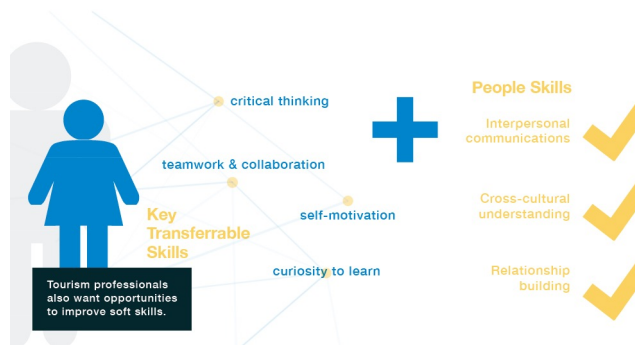 critical thinking
teamwork & collaboration
self-motivation
curiosity to learn
Key
Transferrable
Skills
Tourism professionals
also want opportunities
to improve soft skills.
People Skills
Interpersonal
communications
Cross-cultural
understanding
Relationship
building